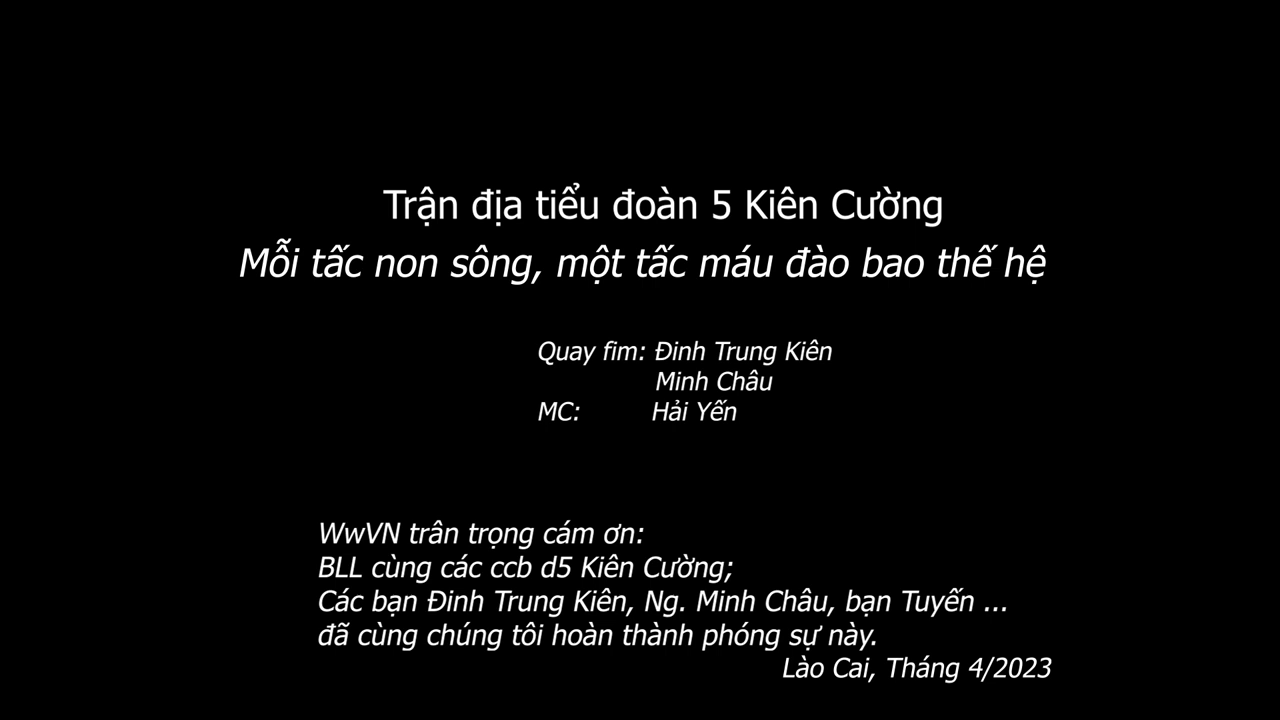 Trận địa tiểu đoàn 5 Kiên Cường
Mỗi tấc non sông, một tấc máu đào bao thế hệ
Quay fim: Đinh Trung Kiên
Minh Châu
MC: Hải Yến
WwVN trân trọng cám ơn:
BLL cùng các ccb d5 Kiên Cường;
Các bạn Đinh Trung Kiên, Ng. Minh Châu, bạn Tuyến ...
đã cùng chúng tôi hoàn thành phóng sự này.
Lào Cai, Tháng 4/2023